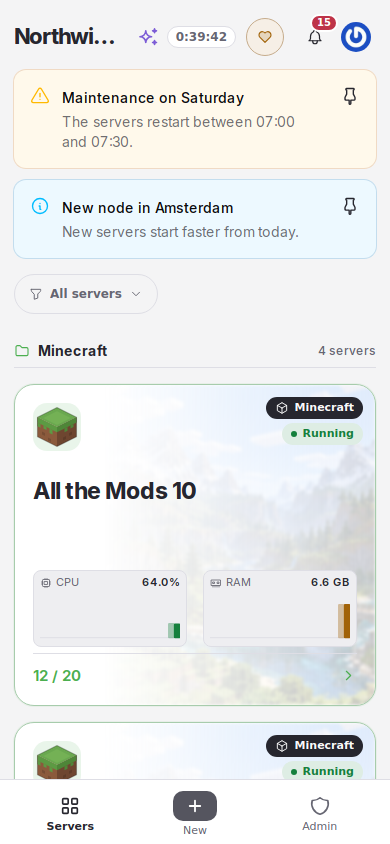 Northwi...
0:39:42
15
Maintenance on Saturday
The servers restart between 07:00
and 07:30.
New node in Amsterdam
New servers start faster from today.
All servers
Minecraft
4 servers
Minecraft
Running
All the Mods 10
CPU
64.0%
RAM
6.6 GB
12 / 20
Minecraft
Running
Servers
New
Admin